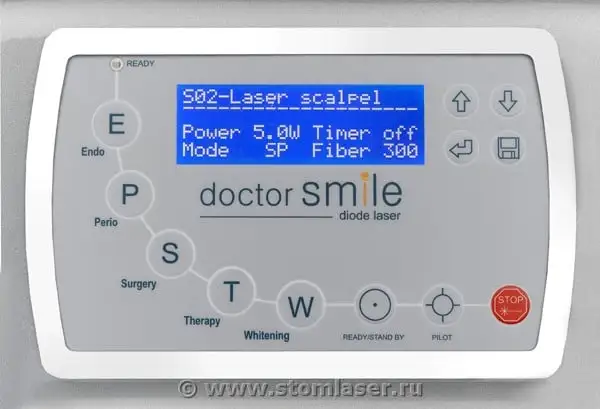 READY
S02-Laser scalpel
Power 5.0W Timer off
Mode SP Fiber 300
E
Endo
P
Perio
doctor smile
diode laser
S
Surgery
T
Therapy
W
Whitening
READY/STAND BY
PILOT
STOP
© www.stomlaser.ru